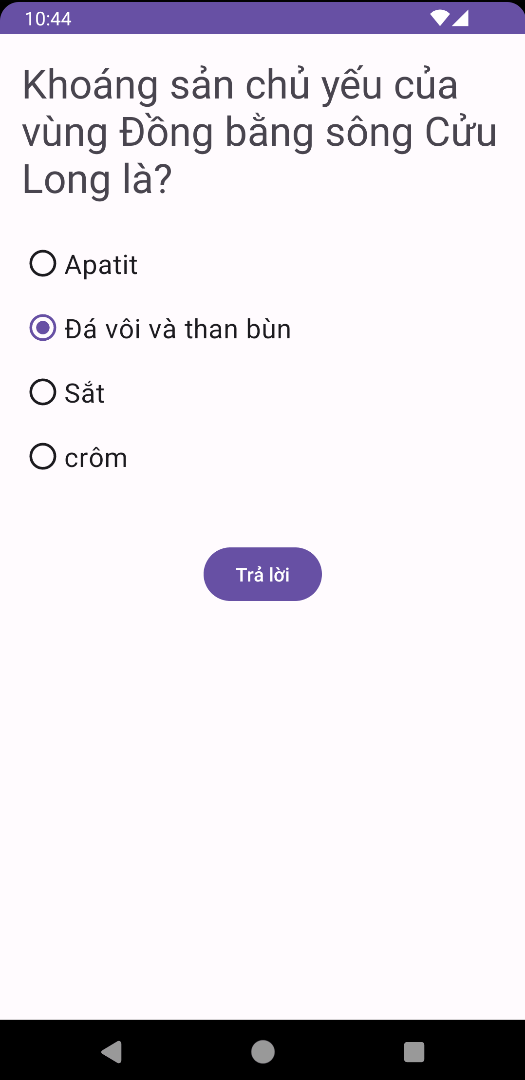 10:44
Khoáng sản chủ yếu của
vùng Đồng bằng sông Cửu
Long là?
Apatit
Đá vôi và than bùn
Sắt
crôm
Trả lời